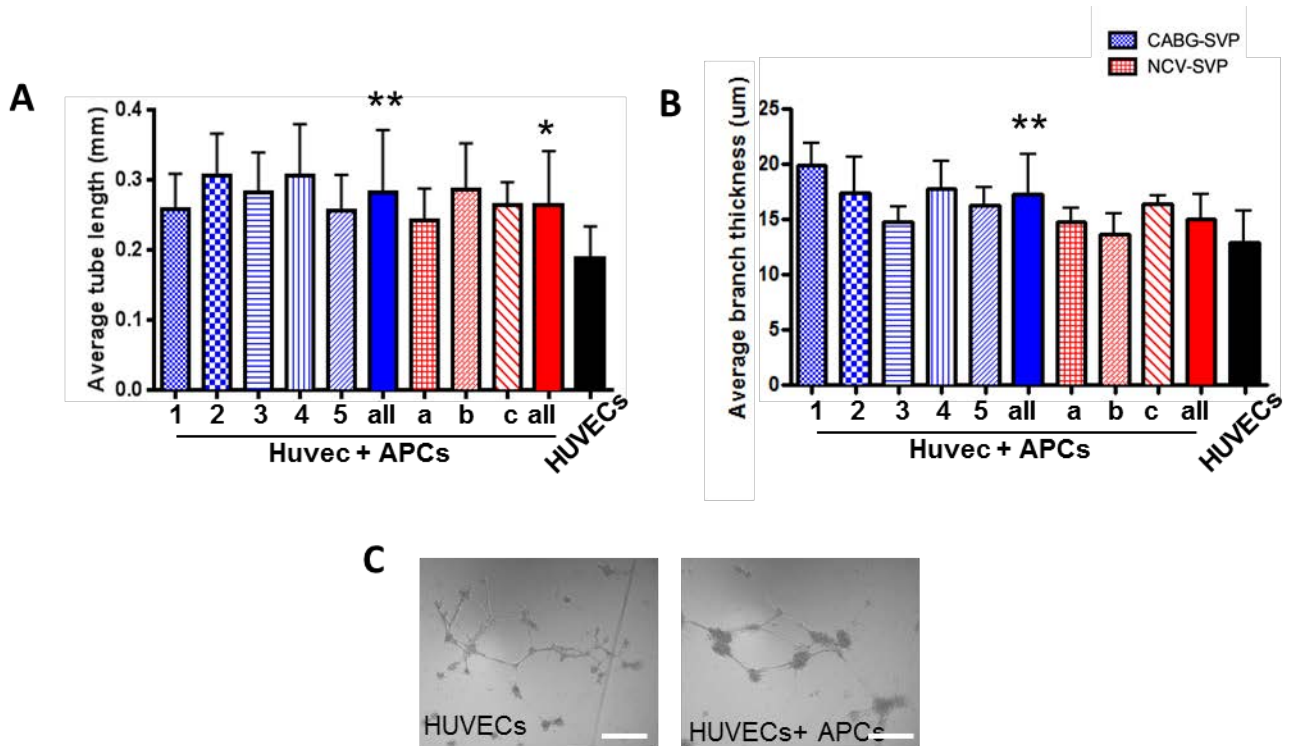 CABG-SVP
NCV-SVP
A
Average tube length (mm)
0.4
0.3
0.2
0.1
0.0
**
*
1 2 3 4 5 all a b c all HUVECs
Huvec + APCs
B
Average branch thickness (um)
25
20
15
10
5
0
**
1 2 3 4 5 all a b c all HUVECs
Huvec + APCs
C
HUVECs
HUVECs+ APCs